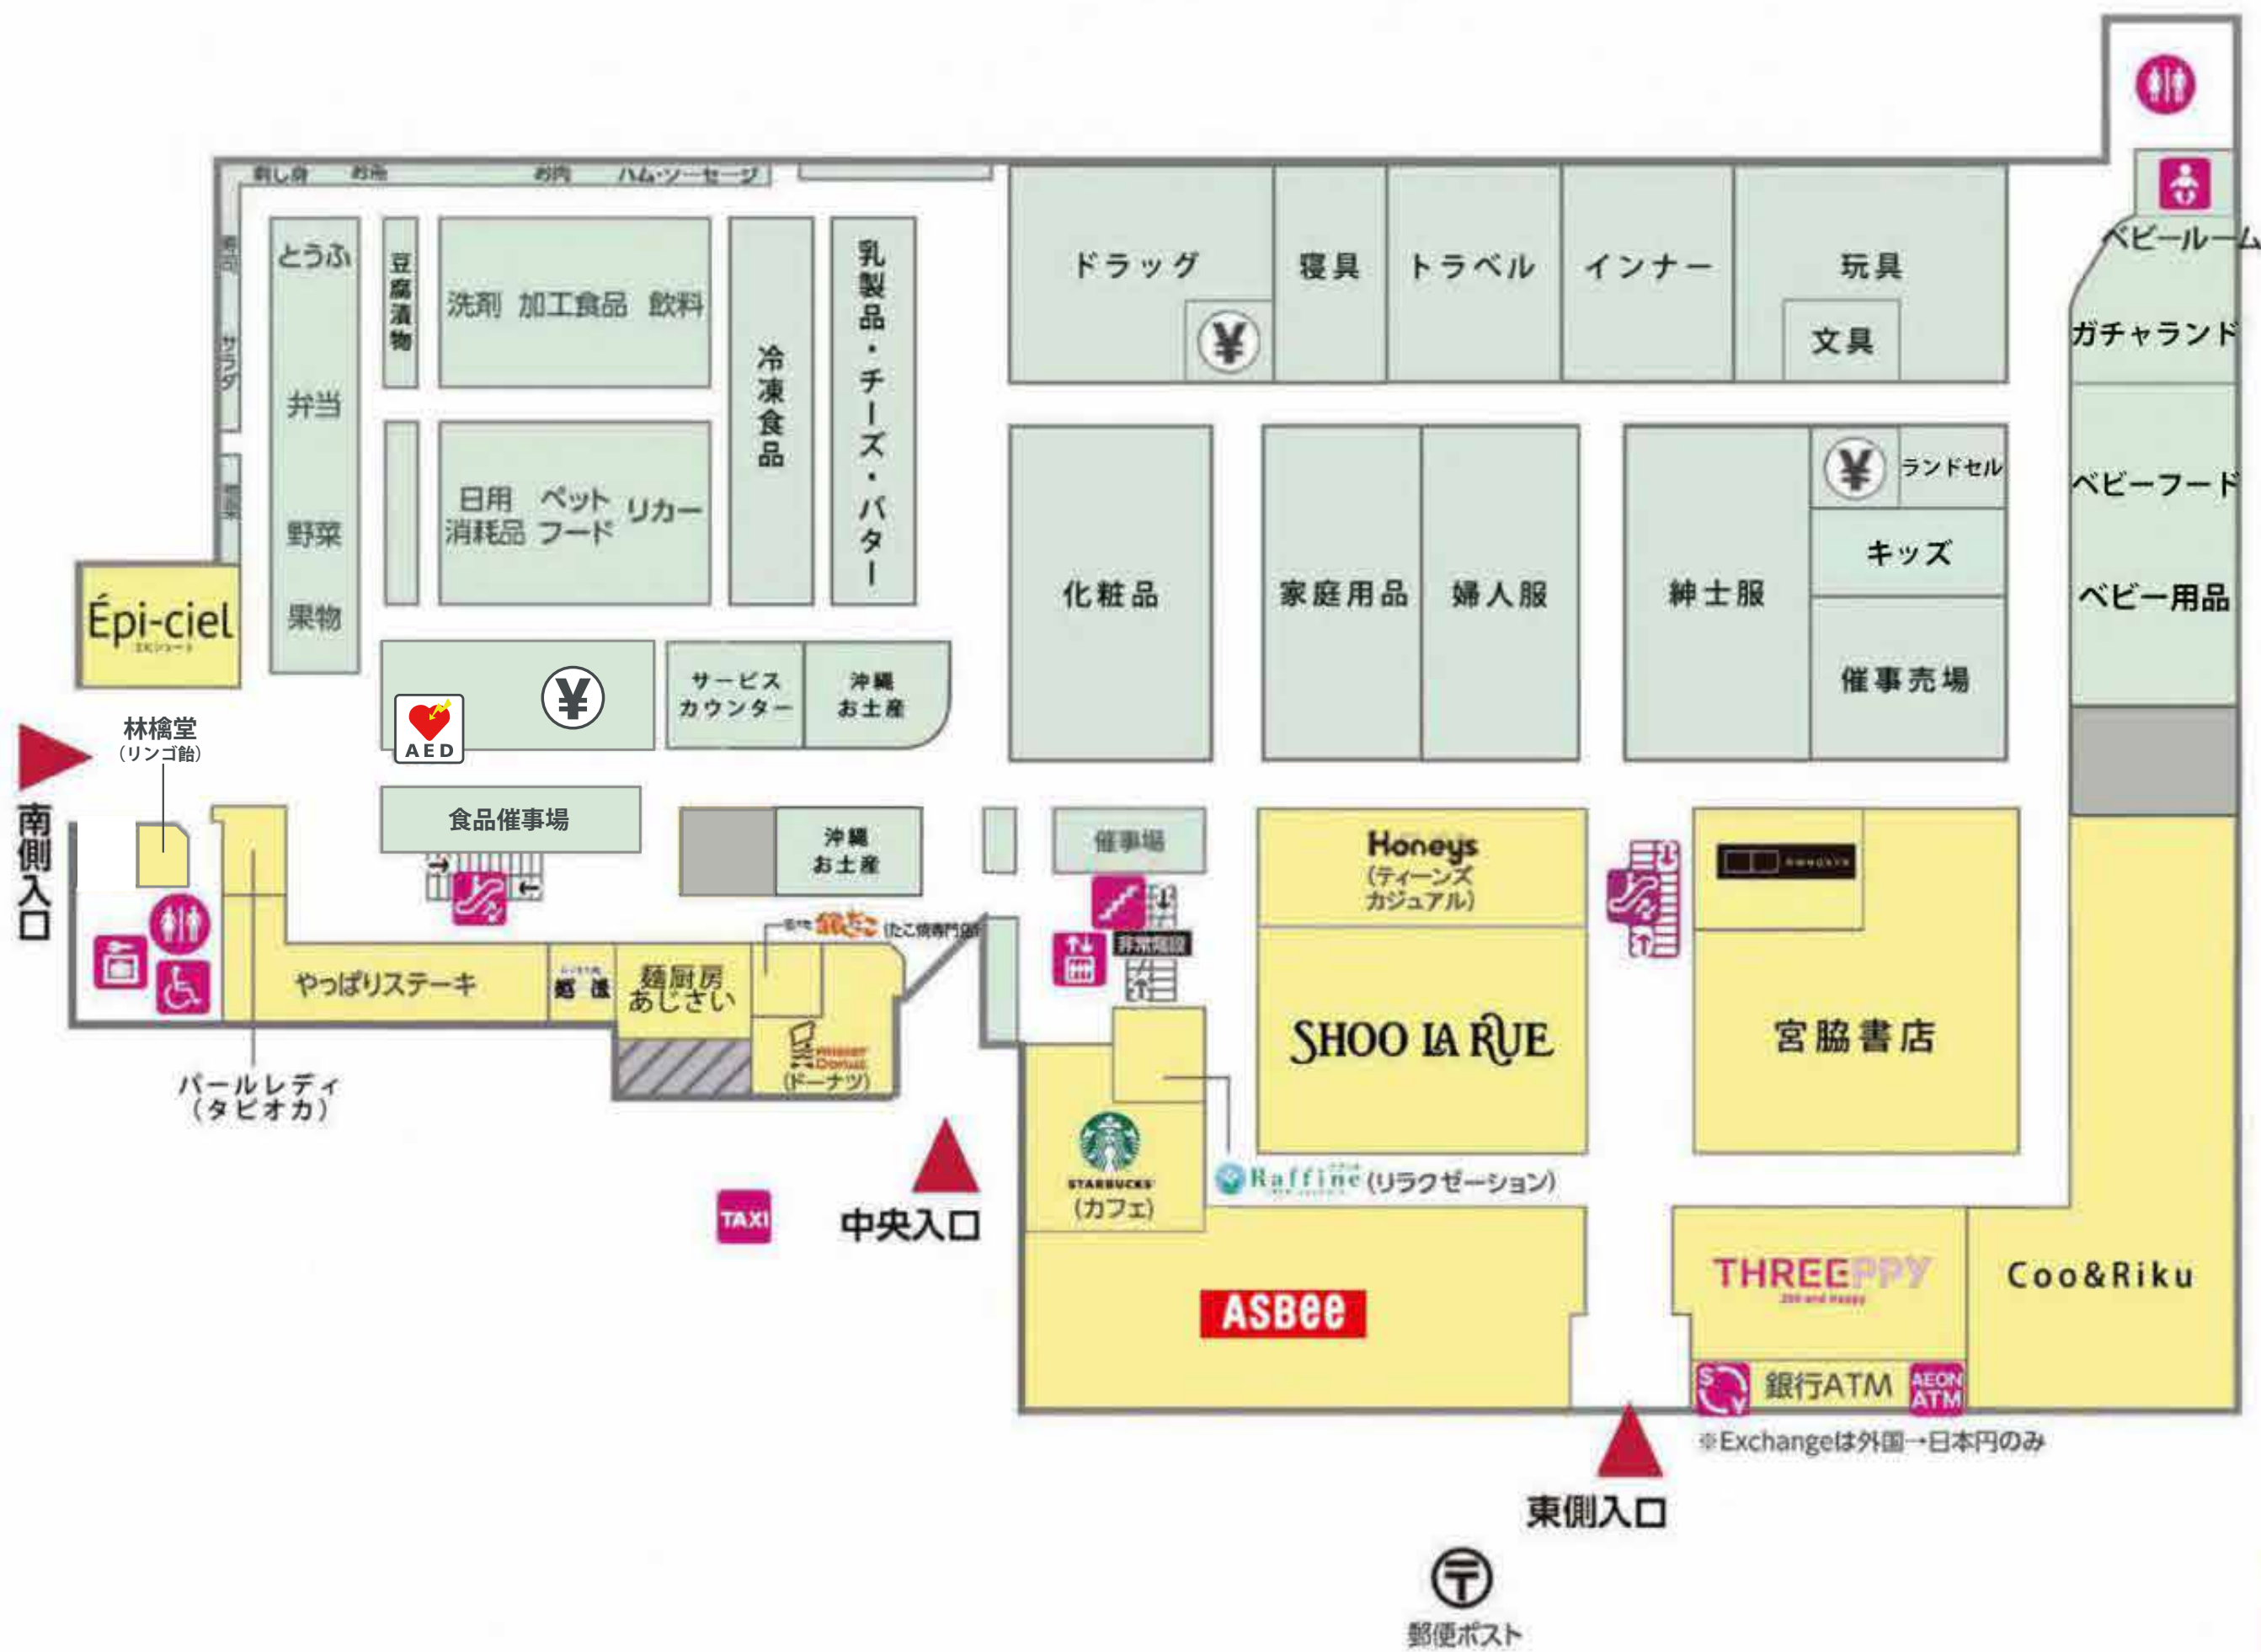 刺し身
お魚
お肉
ハム・ソーセージ
寿司
サラダ
とうふ
弁当
野菜
果物
豆腐漬物
洗剤 加工食品 飲料
日用
消耗品
ペット
フード
リカー
冷凍食品
乳製品・チーズ・バター
ドラッグ
¥
寝具
トラベル
インナー
玩具
文具
ベビールーム
ガチャランド
ベビーフード
ベビー用品
化粧品
家庭用品
婦人服
紳士服
¥
ランドセル
キッズ
催事売場
Épi-ciel
林檎堂
(リンゴ飴)
南側入口
AED
¥
サービス
カウンター
沖縄
お土産
食品催事場
沖縄
お土産
催事場
非常階段
Honeys
(ティーンズ
カジュアル)
SHOO LA RUE
宮脇書店
銀だこ
(たこ焼専門店)
やっぱりステーキ
麺厨房
あじさい
mister
Donut
(ドーナツ)
パールレディ
(タピオカ)
TAXI
中央入口
STARBUCKS
(カフェ)
Raffine
(リラクゼーション)
ASBee
THREEPPY
Coo&Riku
銀行ATM
AEON
ATM
※Exchangeは外国→日本円のみ
東側入口
〒
郵便ポスト